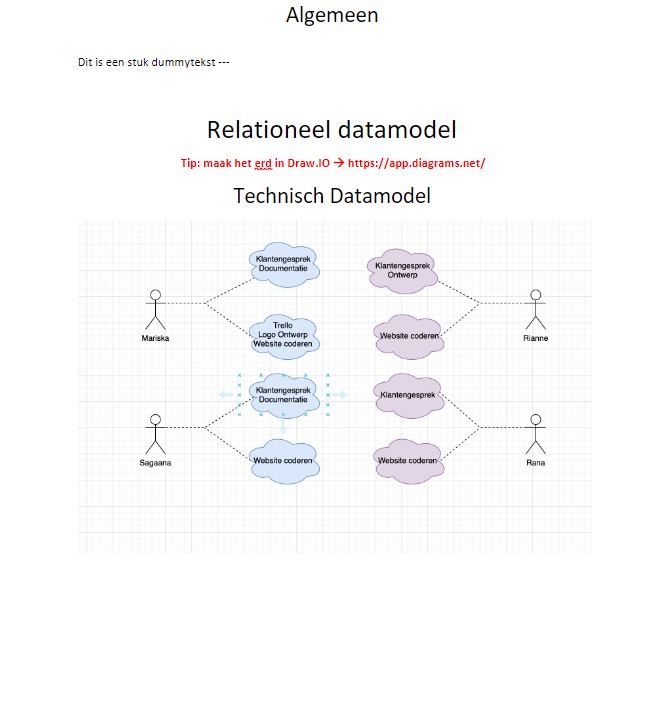 Algemeen
Dit is een stuk dummytekst ---
Relationeel datamodel
Tip: maak het erd in Draw.IO → https://app.diagrams.net/
Technisch Datamodel
Klantengesprek
Documentatie
Klantengesprek
Ontwerp
Mariska
Trello
Logo Ontwerp
Website coderen
Website coderen
Rianne
Klantengesprek
Documentatie
Klantengesprek
Sagaana
Website coderen
Website coderen
Rana